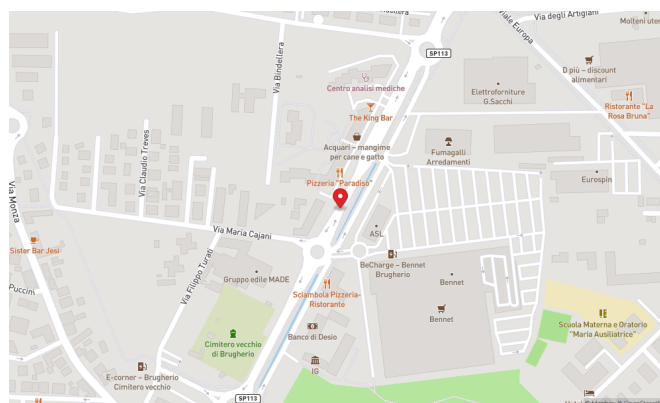 Via degli Artigiani
Viale Europa
Molteni uter
SP113
Via Bindellera
Centro analisi mediche
D più – discount
alimentari
Elettroforniture
G.Sacchi
The King Bar
Ristorante "La
Rosa Bruna"
Acquari – mangime
per cane e gatto
Fumagalli
Arredamenti
Via Claudio Treves
Pizzeria "Paradiso"
Eurospin
Via Monza
Via Maria Cajani
ASL
Sister Bar Jesi
Via Filippo Turati
BeCharge – Bennet
Brugherio
Gruppo edile MADE
Bennet
Puccini
Sciambola Pizzeria-
Ristorante
Bennet
Scuola Materna e Oratorio
"Maria Ausiliatrice"
Banco di Desio
Cimitero vecchio
di Brugherio
IG
E-corner – Brugherio
Cimitero vecchio
SP113